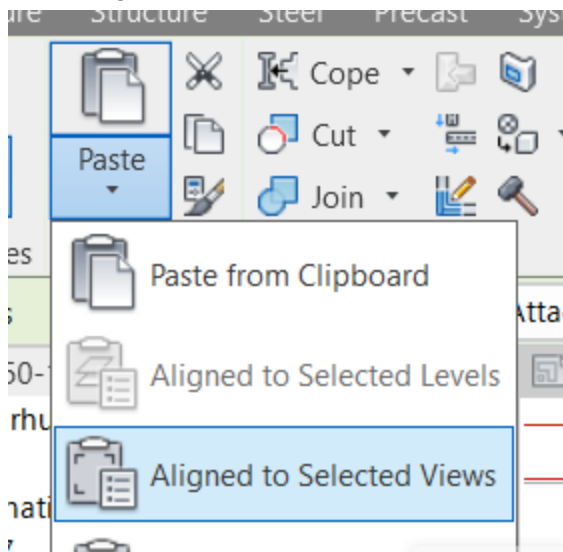 Structure Steel Precast
Paste
Cope
Cut
Join
Paste from Clipboard
Aligned to Selected Levels
Aligned to Selected Views